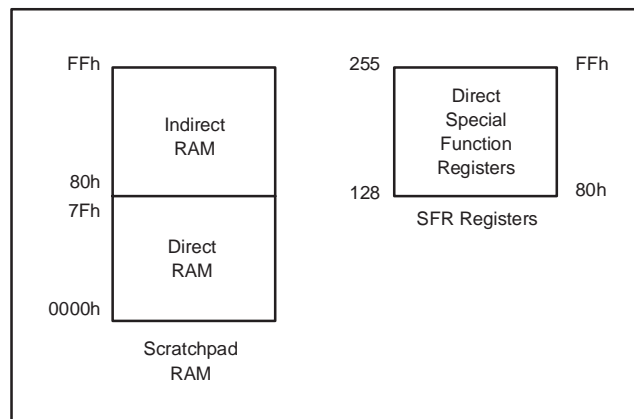 FFh
Indirect
RAM
80h
7Fh
Direct
RAM
0000h
Scratchpad
RAM
255
FFh
Direct
Special
Function
Registers
128
80h
SFR Registers